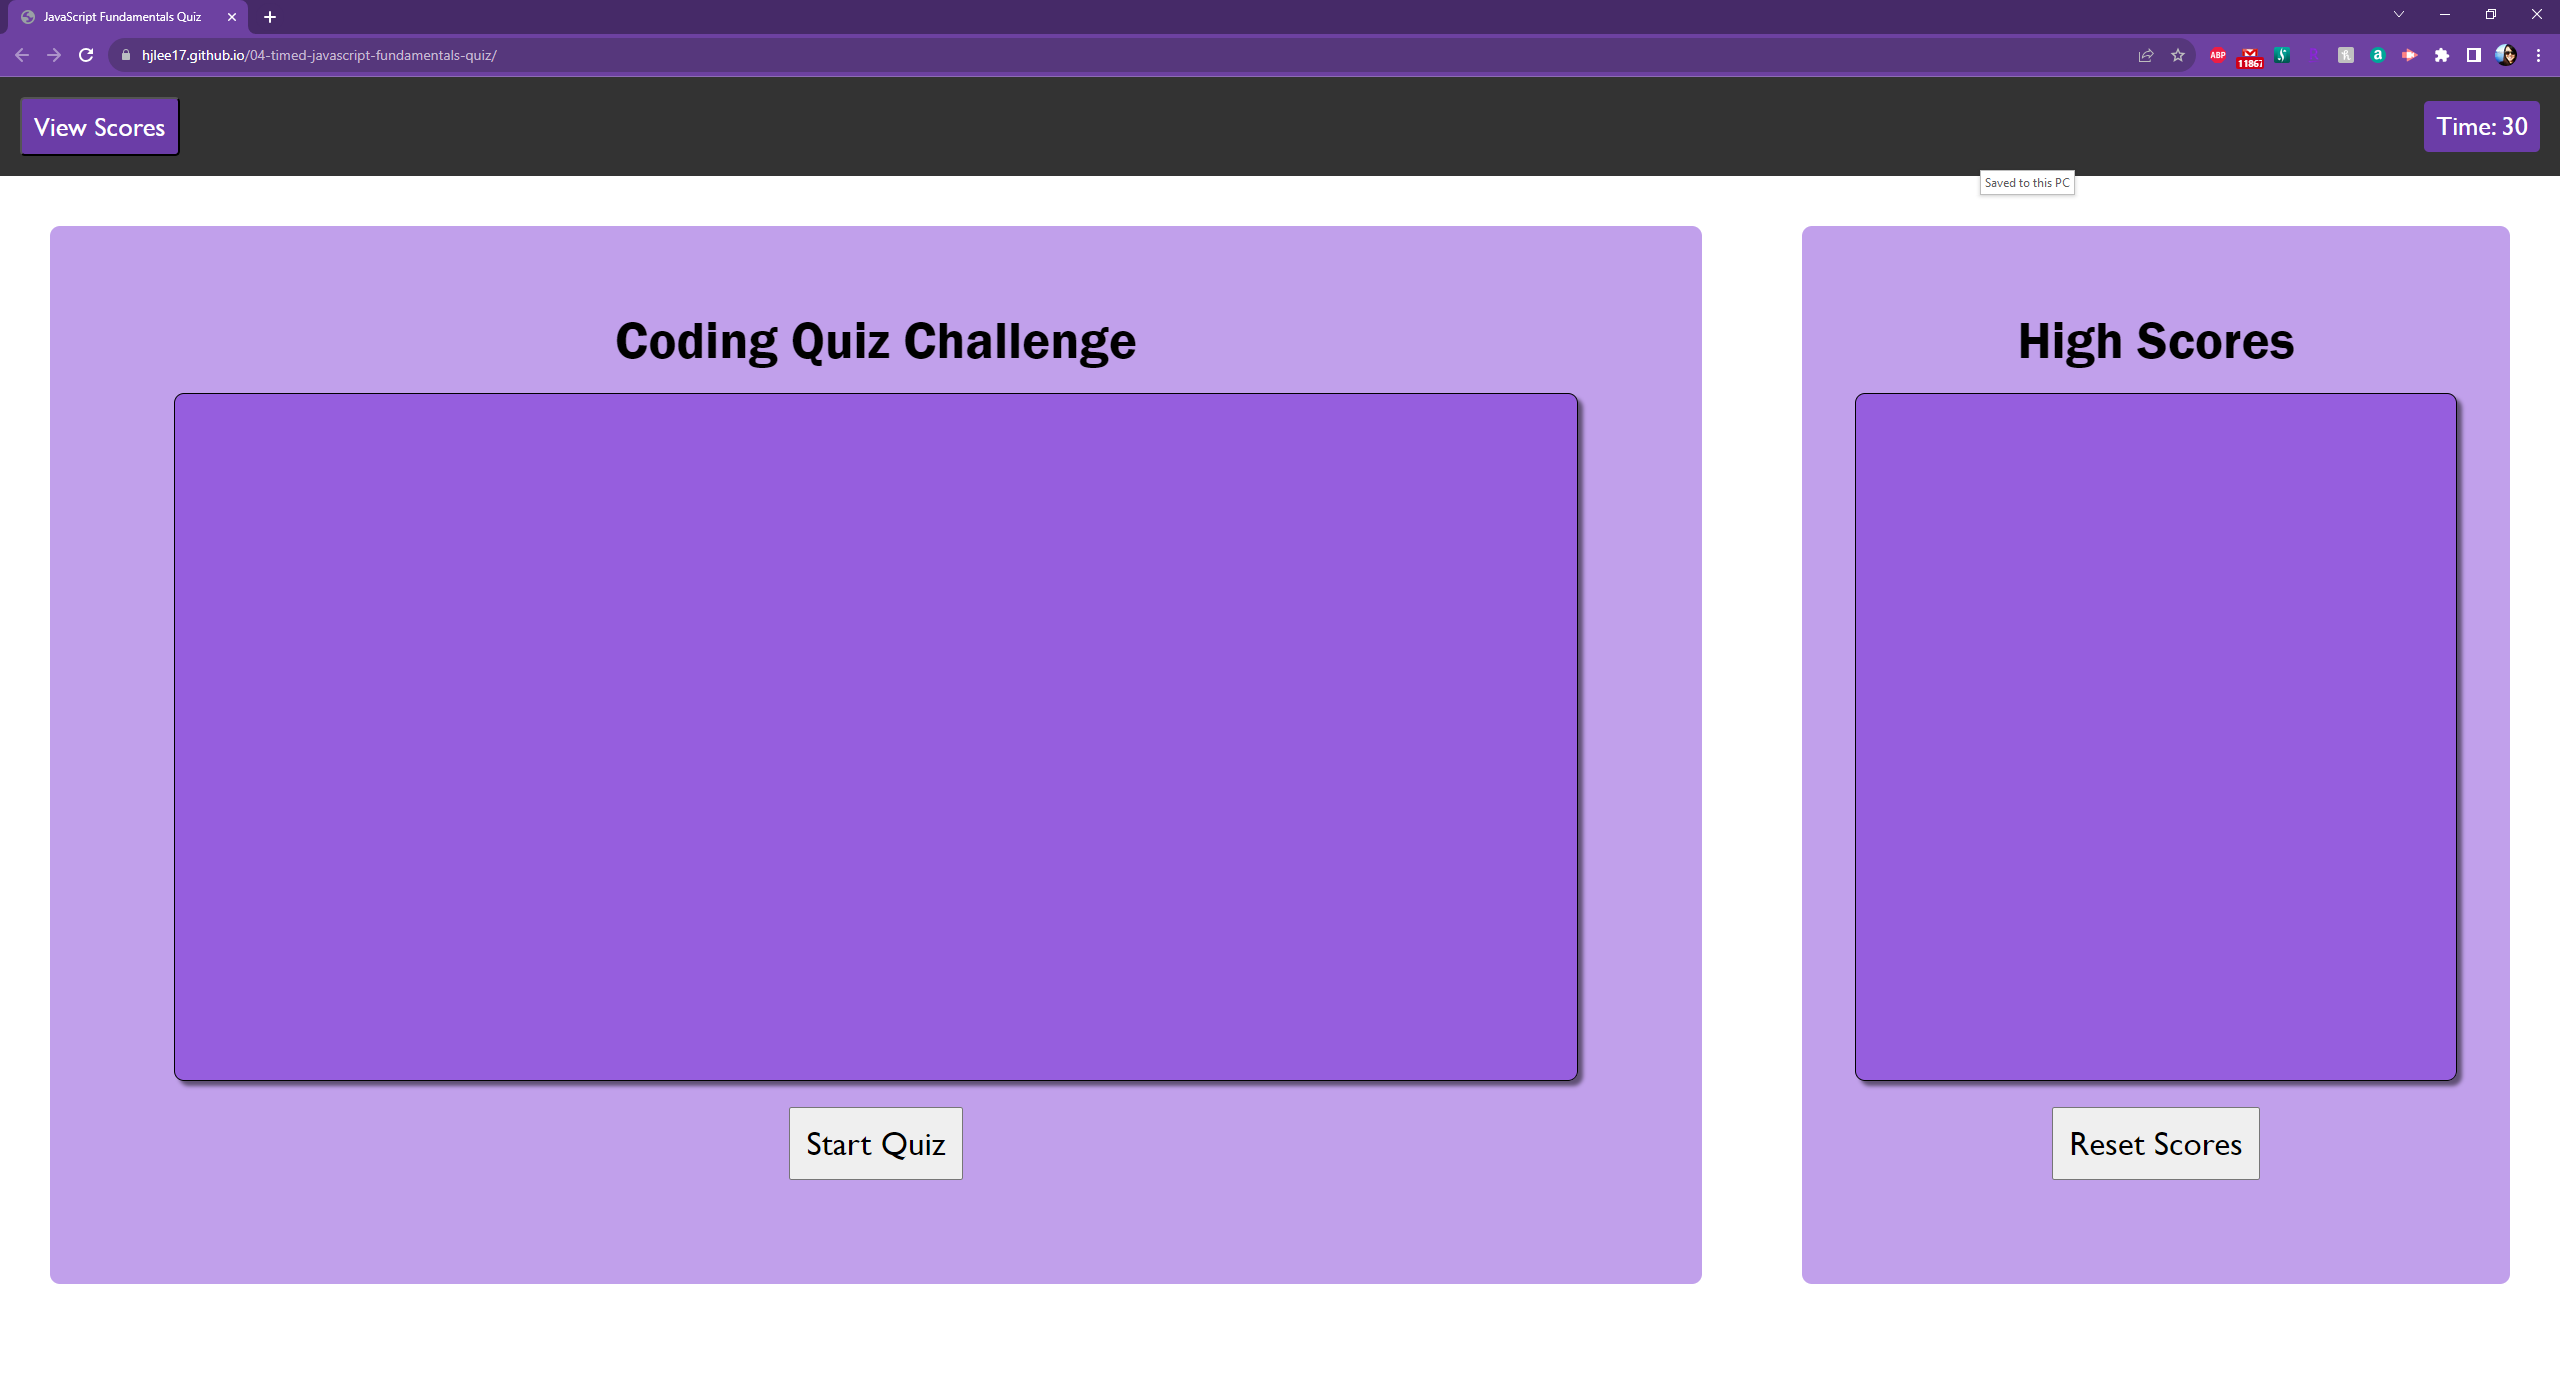 JavaScript Fundamentals Quiz
hjlee17.github.io/04-timed-javascript-fundamentals-quiz/
ABP
11867
View Scores
Time: 30
Saved to this PC
Coding Quiz Challenge
High Scores
Start Quiz
Reset Scores